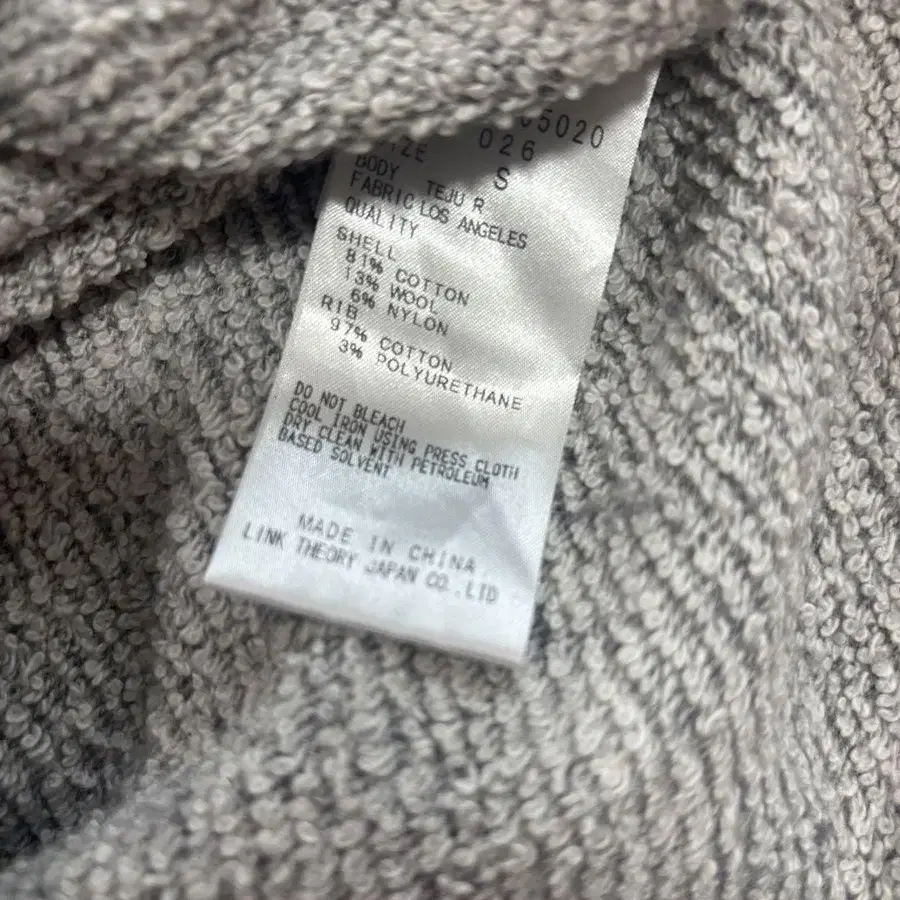 05020
026
SIZE S
BODY TEJU R
FABRIC LOS ANGELES
QUALITY
SHELL
81% COTTON
13% WOOL
6% NYLON
RIB
97% COTTON
3% POLYURETHANE
DO NOT BLEACH
COOL IRON USING PRESS CLOTH
DRY CLEAN WITH PETROLEUM
BASED SOLVENT
MADE IN CHINA
LINK THEORY JAPAN CO.,LTD